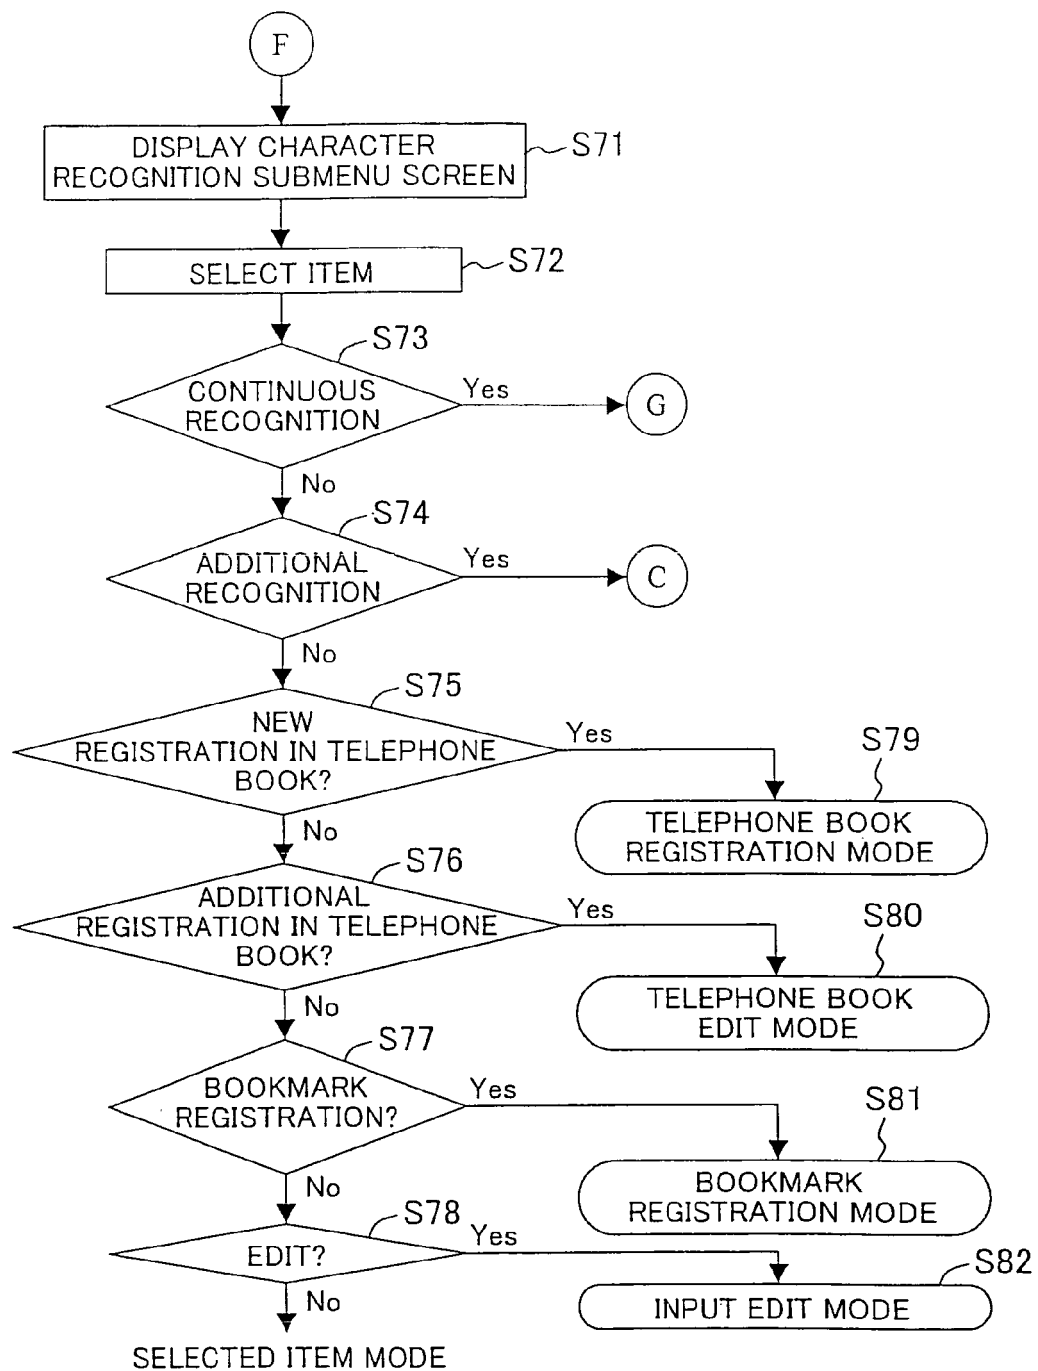 F
DISPLAY CHARACTER
RECOGNITION SUBMENU SCREEN
S71
SELECT ITEM
S72
S73
CONTINUOUS
RECOGNITION
Yes
G
No
S74
ADDITIONAL
RECOGNITION
Yes
C
No
S75
NEW
REGISTRATION IN TELEPHONE
BOOK?
Yes
S79
TELEPHONE BOOK
REGISTRATION MODE
No
S76
ADDITIONAL
REGISTRATION IN TELEPHONE
BOOK?
Yes
S80
TELEPHONE BOOK
EDIT MODE
No
S77
BOOKMARK
REGISTRATION?
Yes
S81
BOOKMARK
REGISTRATION MODE
No
S78
EDIT?
Yes
S82
INPUT EDIT MODE
No
SELECTED ITEM MODE